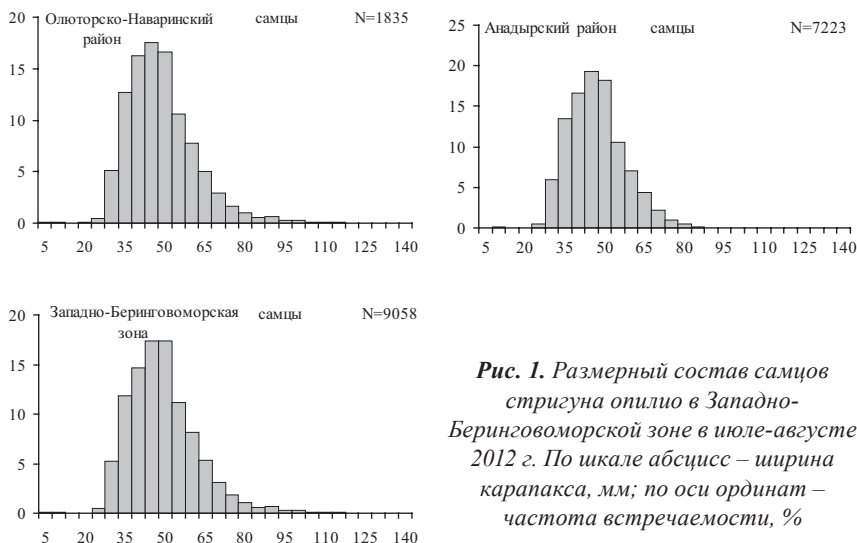 Олюторско-Наваринский самцы N=1835
район
20
15
10
5
0
5 20 35 50 65 80 95 110 125 140
Анадырский район самцы N=7223
25
20
15
10
5
0
5 20 35 50 65 80 95 110 125 140
Западно-Беринговоморская самцы N=9058
зона
20
15
10
5
0
5 20 35 50 65 80 95 110 125 140
Рис. 1. Размерный состав самцов
стригуна опилио в Западно-
Беринговоморской зоне в июле-августе
2012 г. По шкале абсцисс – ширина
карапакса, мм; по оси ординат –
частота встречаемости, %